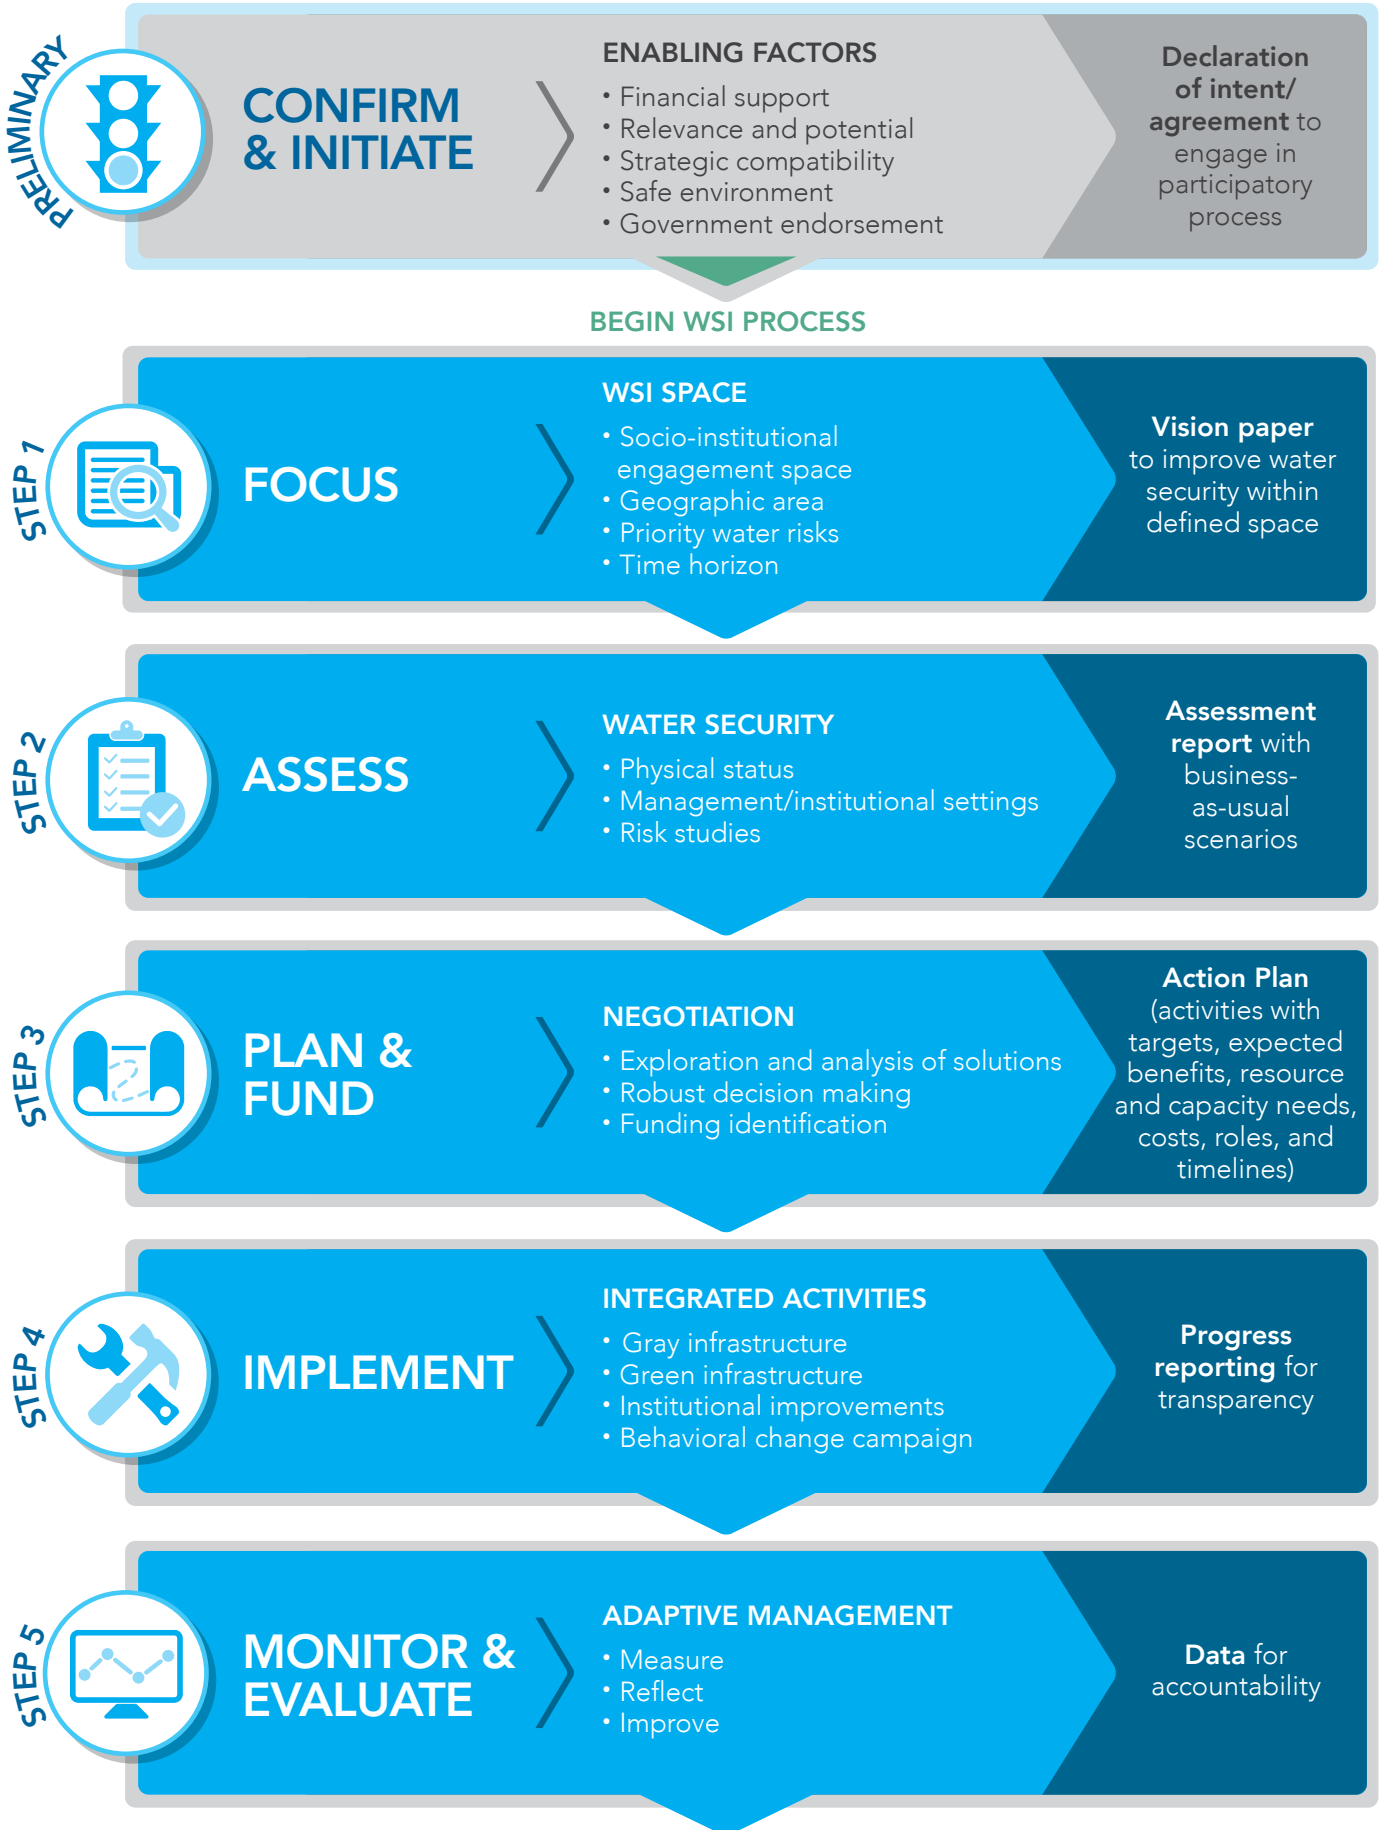 PRELIMINARY
CONFIRM
& INITIATE
ENABLING FACTORS
• Financial support
• Relevance and potential
• Strategic compatibility
• Safe environment
• Government endorsement
Declaration
of intent/
agreement to
engage in
participatory
process
BEGIN WSI PROCESS
STEP 1
FOCUS
WSI SPACE
• Socio-institutional
engagement space
• Geographic area
• Priority water risks
• Time horizon
Vision paper
to improve water
security within
defined space
STEP 2
ASSESS
WATER SECURITY
• Physical status
• Management/institutional settings
• Risk studies
Assessment
report with
business-
as-usual
scenarios
STEP 3
PLAN &
FUND
NEGOTIATION
• Exploration and analysis of solutions
• Robust decision making
• Funding identification
Action Plan
(activities with
targets, expected
benefits, resource
and capacity needs,
costs, roles, and
timelines)
STEP 4
IMPLEMENT
INTEGRATED ACTIVITIES
• Gray infrastructure
• Green infrastructure
• Institutional improvements
• Behavioral change campaign
Progress
reporting for
transparency
STEP 5
MONITOR &
EVALUATE
ADAPTIVE MANAGEMENT
• Measure
• Reflect
• Improve
Data for
accountability